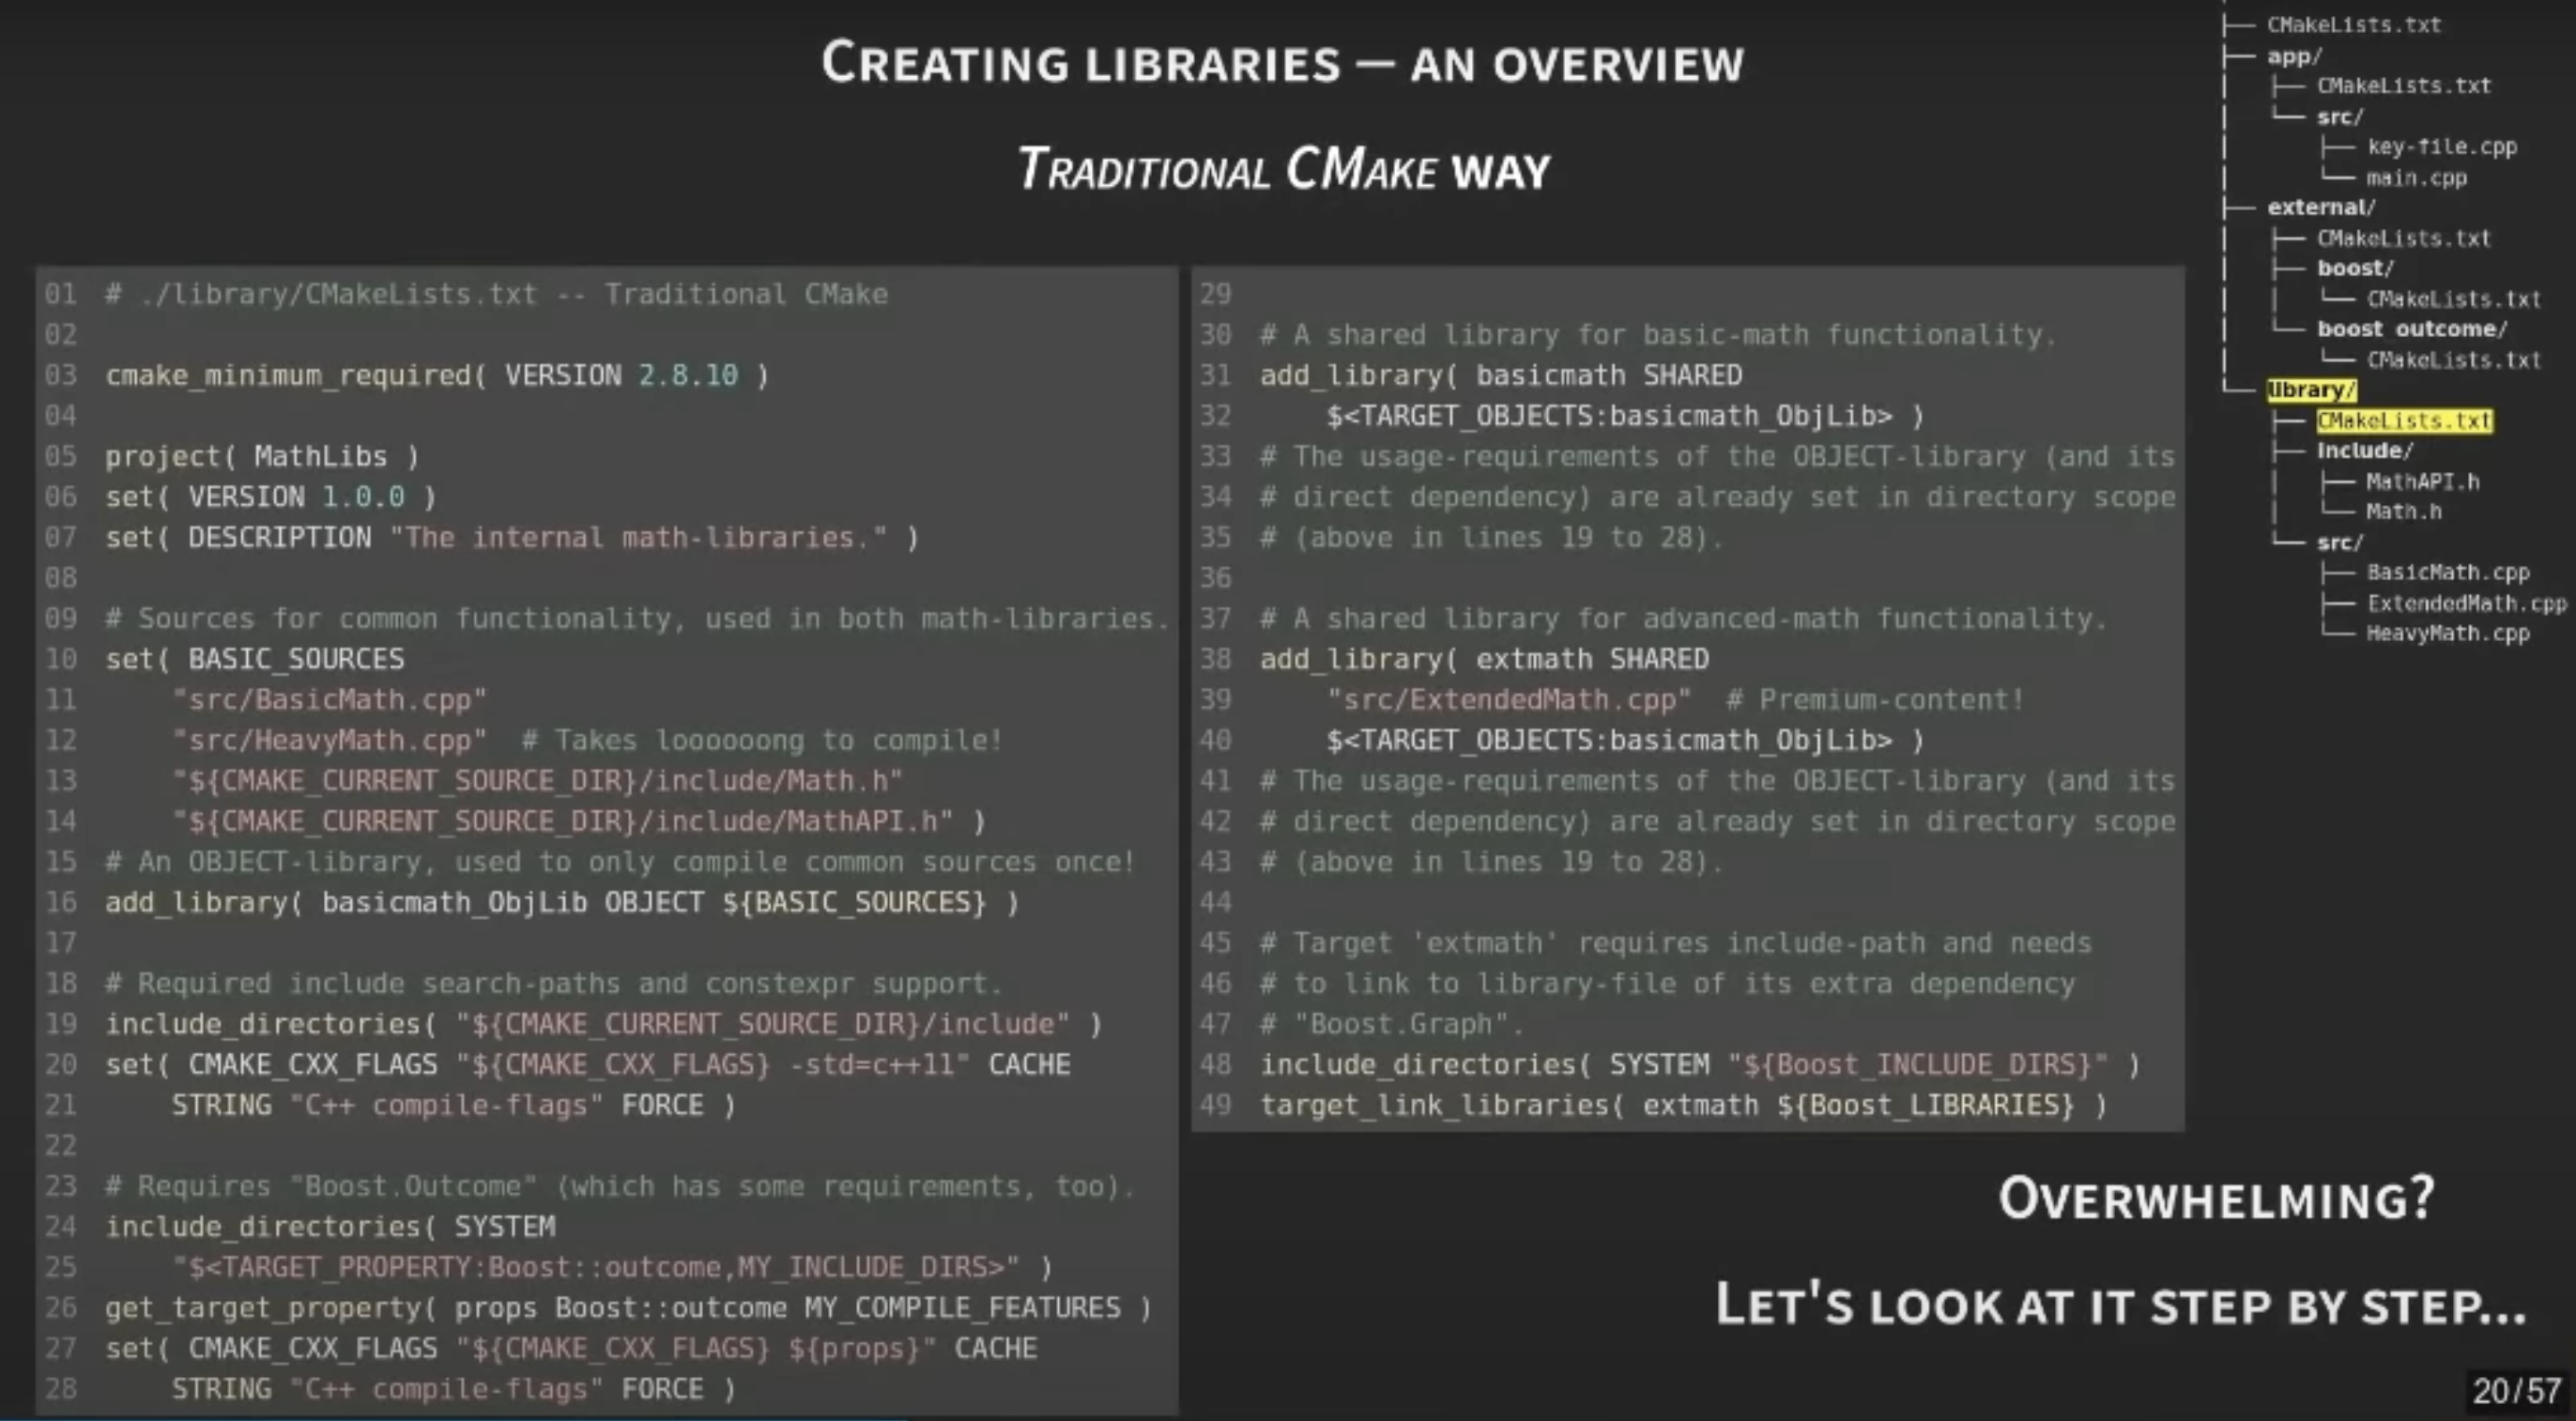 CREATING LIBRARIES — AN OVERVIEW
TRADITIONAL CMAKE WAY
01 # ./library/CMakeLists.txt -- Traditional CMake
02
03 cmake_minimum_required( VERSION 2.8.10 )
04
05 project( MathLibs )
06 set( VERSION 1.0.0 )
07 set( DESCRIPTION "The internal math-libraries." )
08
09 # Sources for common functionality, used in both math-libraries.
10 set( BASIC_SOURCES
11     "src/BasicMath.cpp"
12     "src/HeavyMath.cpp"  # Takes loooooong to compile!
13     "${CMAKE_CURRENT_SOURCE_DIR}/include/Math.h"
14     "${CMAKE_CURRENT_SOURCE_DIR}/include/MathAPI.h" )
15 # An OBJECT-library, used to only compile common sources once!
16 add_library( basicmath_ObjLib OBJECT ${BASIC_SOURCES} )
17
18 # Required include search-paths and constexpr support.
19 include_directories( "${CMAKE_CURRENT_SOURCE_DIR}/include" )
20 set( CMAKE_CXX_FLAGS "${CMAKE_CXX_FLAGS} -std=c++11" CACHE
21     STRING "C++ compile-flags" FORCE )
22
23 # Requires "Boost.Outcome" (which has some requirements, too).
24 include_directories( SYSTEM
25     "$<TARGET_PROPERTY:Boost::outcome,MY_INCLUDE_DIRS>" )
26 get_target_property( props Boost::outcome MY_COMPILE_FEATURES )
27 set( CMAKE_CXX_FLAGS "${CMAKE_CXX_FLAGS} ${props}" CACHE
28     STRING "C++ compile-flags" FORCE )
29
30 # A shared library for basic-math functionality.
31 add_library( basicmath SHARED
32     $<TARGET_OBJECTS:basicmath_ObjLib> )
33 # The usage-requirements of the OBJECT-library (and its
34 # direct dependency) are already set in directory scope
35 # (above in lines 19 to 28).
36
37 # A shared library for advanced-math functionality.
38 add_library( extmath SHARED
39     "src/ExtendedMath.cpp"  # Premium-content!
40     $<TARGET_OBJECTS:basicmath_ObjLib> )
41 # The usage-requirements of the OBJECT-library (and its
42 # direct dependency) are already set in directory scope
43 # (above in lines 19 to 28).
44
45 # Target 'extmath' requires include-path and needs
46 # to link to library-file of its extra dependency
47 # "Boost.Graph".
48 include_directories( SYSTEM "${Boost_INCLUDE_DIRS}" )
49 target_link_libraries( extmath ${Boost_LIBRARIES} )
CMakeLists.txt
app/
CMakeLists.txt
src/
key-file.cpp
main.cpp
external/
CMakeLists.txt
boost/
CMakeLists.txt
boost_outcome/
CMakeLists.txt
library/
CMakeLists.txt
include/
MathAPI.h
Math.h
src/
BasicMath.cpp
ExtendedMath.cpp
HeavyMath.cpp
OVERWHELMING?
LET'S LOOK AT IT STEP BY STEP...
20/57